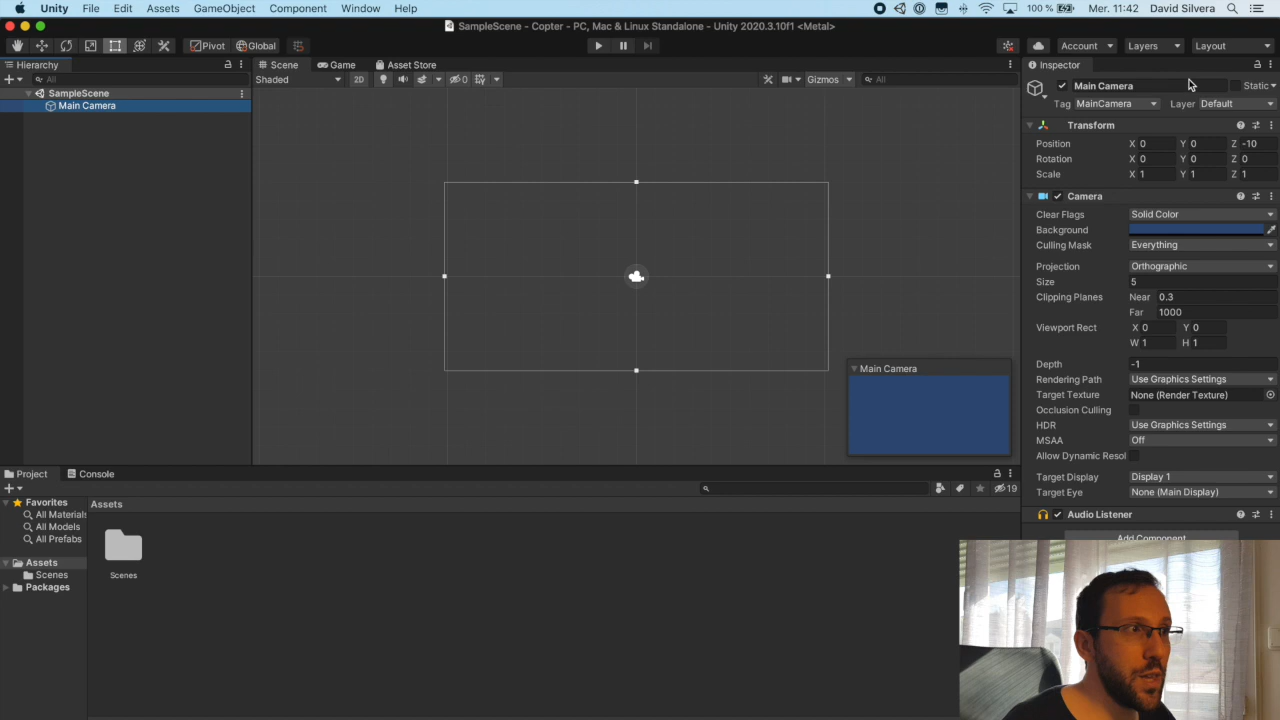 Unity File Edit Assets GameObject Component Window Help 100 % Mer. 11:42 David Silvera
SampleScene - Copter - PC, Mac & Linux Standalone - Unity 2020.3.10f1 <Metal>
Pivot Global Account Layers Layout
Hierarchy
All
SampleScene
Main Camera
Scene Game Asset Store
Shaded 2D 0 Gizmos All
Main Camera
Inspector
Main Camera Static
Tag MainCamera Layer Default
Transform
Position X 0 Y 0 Z -10
Rotation X 0 Y 0 Z 0
Scale X 1 Y 1 Z 1
Camera
Clear Flags Solid Color
Background
Culling Mask Everything
Projection Orthographic
Size 5
Clipping Planes Near 0.3
Far 1000
Viewport Rect X 0 Y 0
W 1 H 1
Depth -1
Rendering Path Use Graphics Settings
Target Texture None (Render Texture)
Occlusion Culling
HDR Use Graphics Settings
MSAA Off
Allow Dynamic Resol
Target Display Display 1
Target Eye None (Main Display)
Audio Listener
Add Component
Project Console
19
Favorites
All Materials
All Models
All Prefabs
Assets
Scenes
Packages
Assets
Scenes